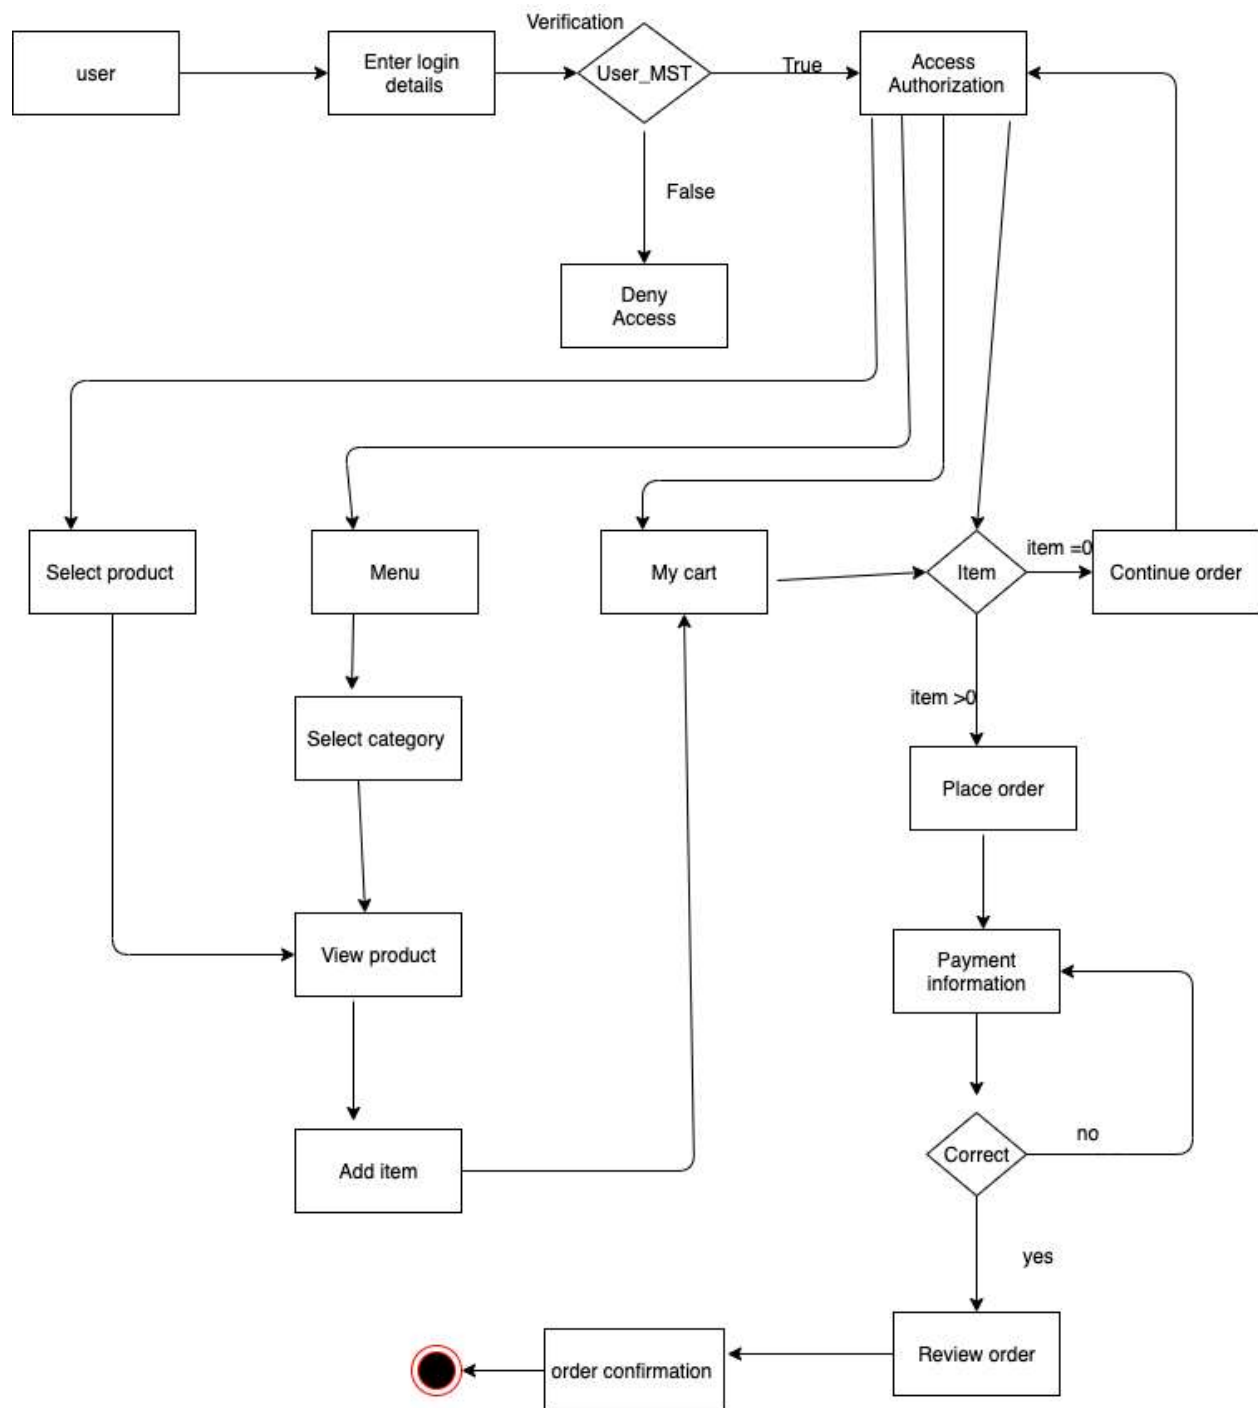 Verification
user
Enter login
details
User_MST
True
Access
Authorization
False
Deny
Access
Select product
Menu
My cart
Item
item =0
Continue order
item >0
Select category
Place order
View product
Payment
information
Add item
Correct
no
yes
order confirmation
Review order